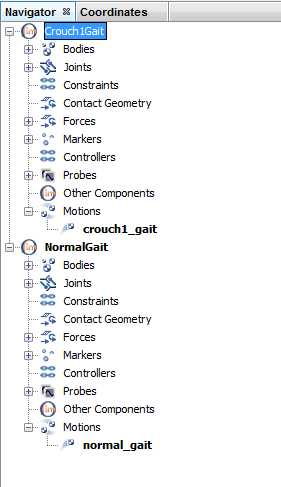 Navigator Coordinates
Crouch1Gait
Bodies
Joints
Constraints
Contact Geometry
Forces
Markers
Controllers
Probes
Other Components
Motions
crouch1_gait
NormalGait
Bodies
Joints
Constraints
Contact Geometry
Forces
Markers
Controllers
Probes
Other Components
Motions
normal_gait